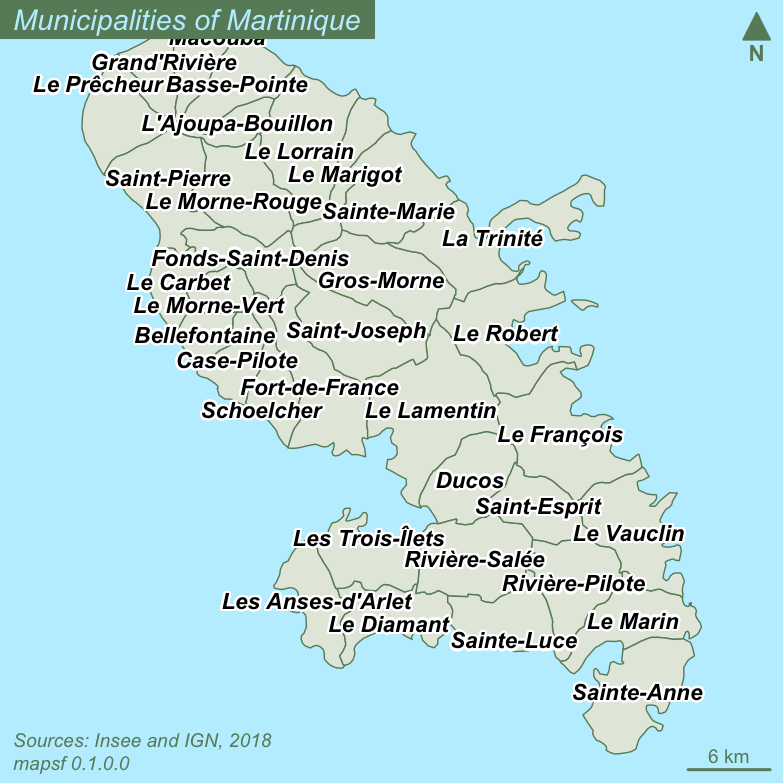 Municipalities of Martinique
N
Macouba
Grand'Rivière
Le Prêcheur
Basse-Pointe
L'Ajoupa-Bouillon
Le Lorrain
Le Marigot
Saint-Pierre
Le Morne-Rouge
Sainte-Marie
La Trinité
Fonds-Saint-Denis
Gros-Morne
Le Carbet
Le Morne-Vert
Saint-Joseph
Le Robert
Bellefontaine
Case-Pilote
Fort-de-France
Schoelcher
Le Lamentin
Le François
Ducos
Saint-Esprit
Le Vauclin
Les Trois-Îlets
Rivière-Salée
Rivière-Pilote
Les Anses-d'Arlet
Le Diamant
Le Marin
Sainte-Luce
Sainte-Anne
Sources: Insee and IGN, 2018
mapsf 0.1.0.0
6 km